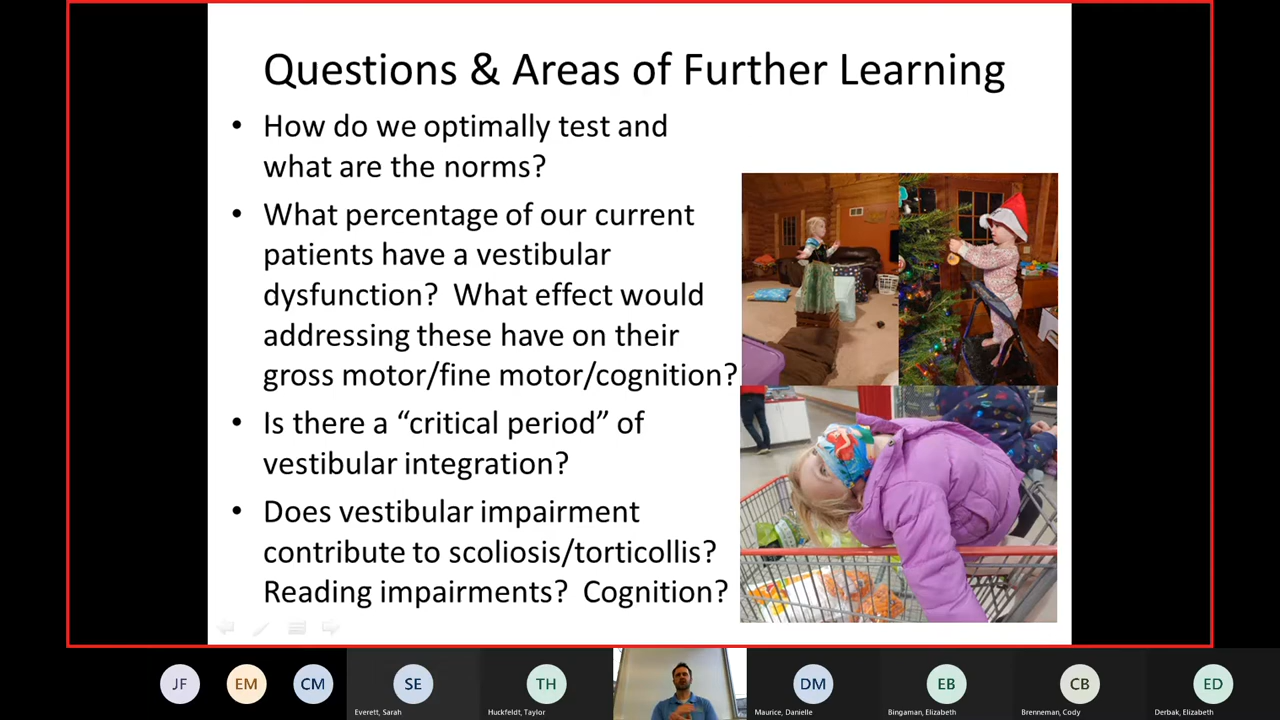 Questions & Areas of Further Learning
• How do we optimally test and
what are the norms?
• What percentage of our current
patients have a vestibular
dysfunction?  What effect would
addressing these have on their
gross motor/fine motor/cognition?
• Is there a “critical period” of
vestibular integration?
• Does vestibular impairment
contribute to scoliosis/torticollis?
Reading impairments?  Cognition?
JF
EM
CM
SE
TH
DM
EB
CB
ED
Everett, Sarah
Huckfeldt, Taylor
Maurice, Danielle
Bingaman, Elizabeth
Brenneman, Cody
Derbak, Elizabeth